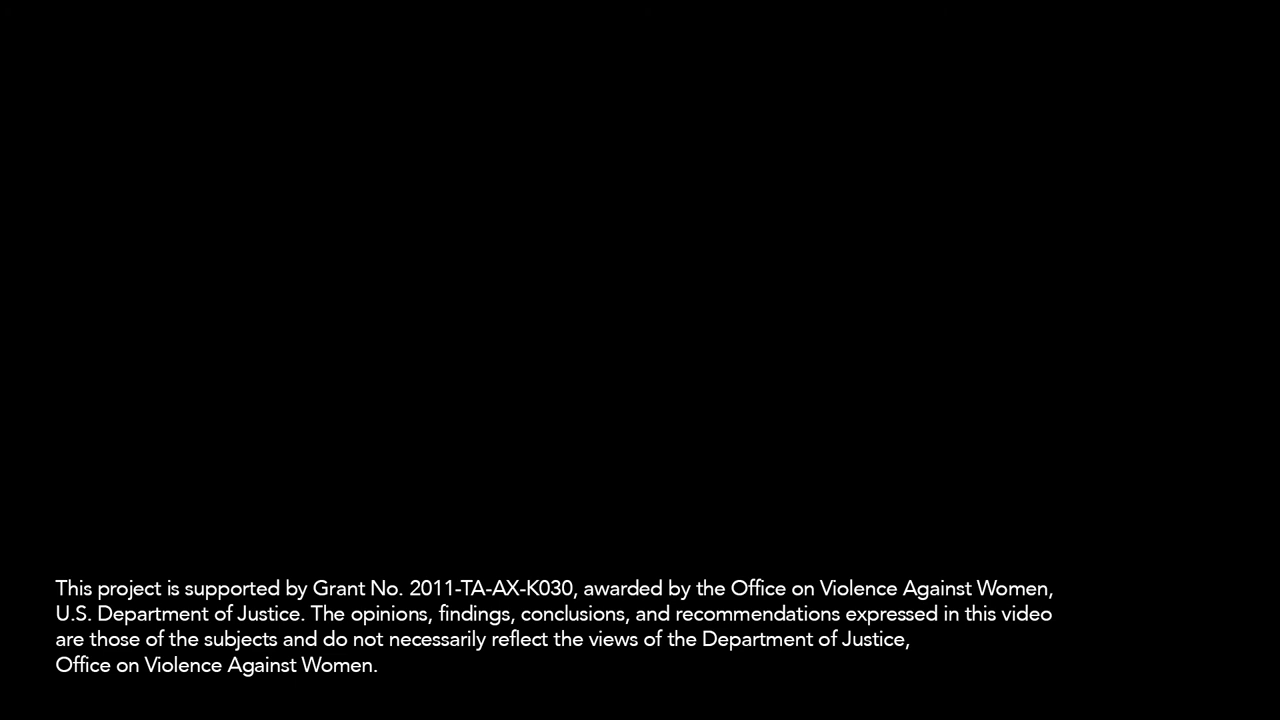 This project is supported by Grant No. 2011-TA-AX-K030, awarded by the Office on Violence Against Women,
U.S. Department of Justice. The opinions, findings, conclusions, and recommendations expressed in this video
are those of the subjects and do not necessarily reflect the views of the Department of Justice,
Office on Violence Against Women.